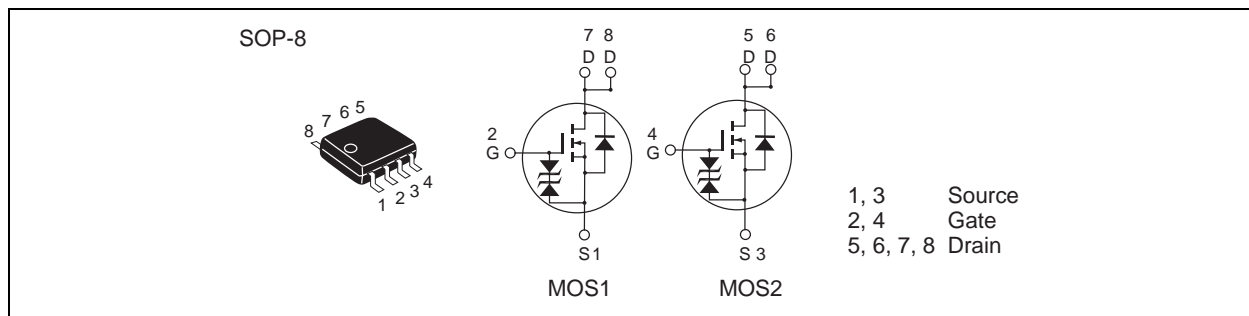 SOP-8
8 7 6 5
1 2 3 4
7 8
D D
2
G
S 1
MOS1
5 6
D D
4
G
S 3
MOS2
1, 3 Source
2, 4 Gate
5, 6, 7, 8 Drain